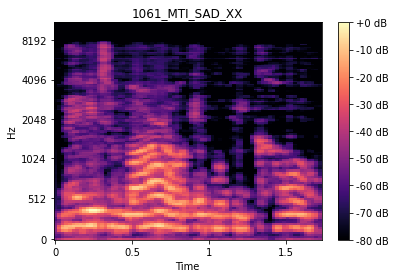 1061_MTI_SAD_XX
8192
4096
2048
1024
512
0
Hz
0
0.5
1
1.5
Time
+0 dB
-10 dB
-20 dB
-30 dB
-40 dB
-50 dB
-60 dB
-70 dB
-80 dB